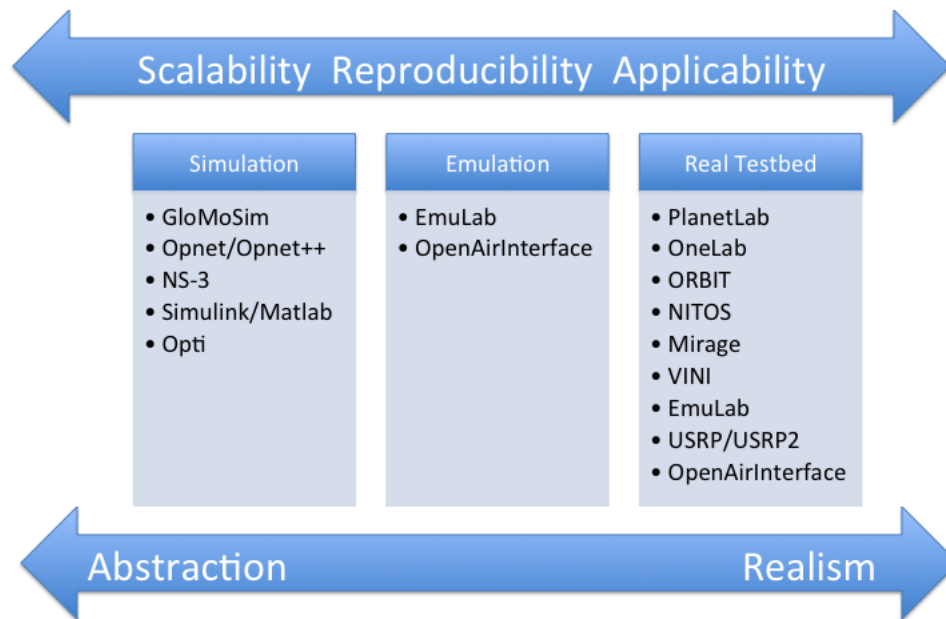 Scalability Reproducibility Applicability
Simulation
• GloMoSim
• Opnet/Opnet++
• NS-3
• Simulink/Matlab
• Opti
Emulation
• EmuLab
• OpenAirInterface
Real Testbed
• PlanetLab
• OneLab
• ORBIT
• NITOS
• Mirage
• VINI
• EmuLab
• USRP/USRP2
• OpenAirInterface
Abstraction Realism